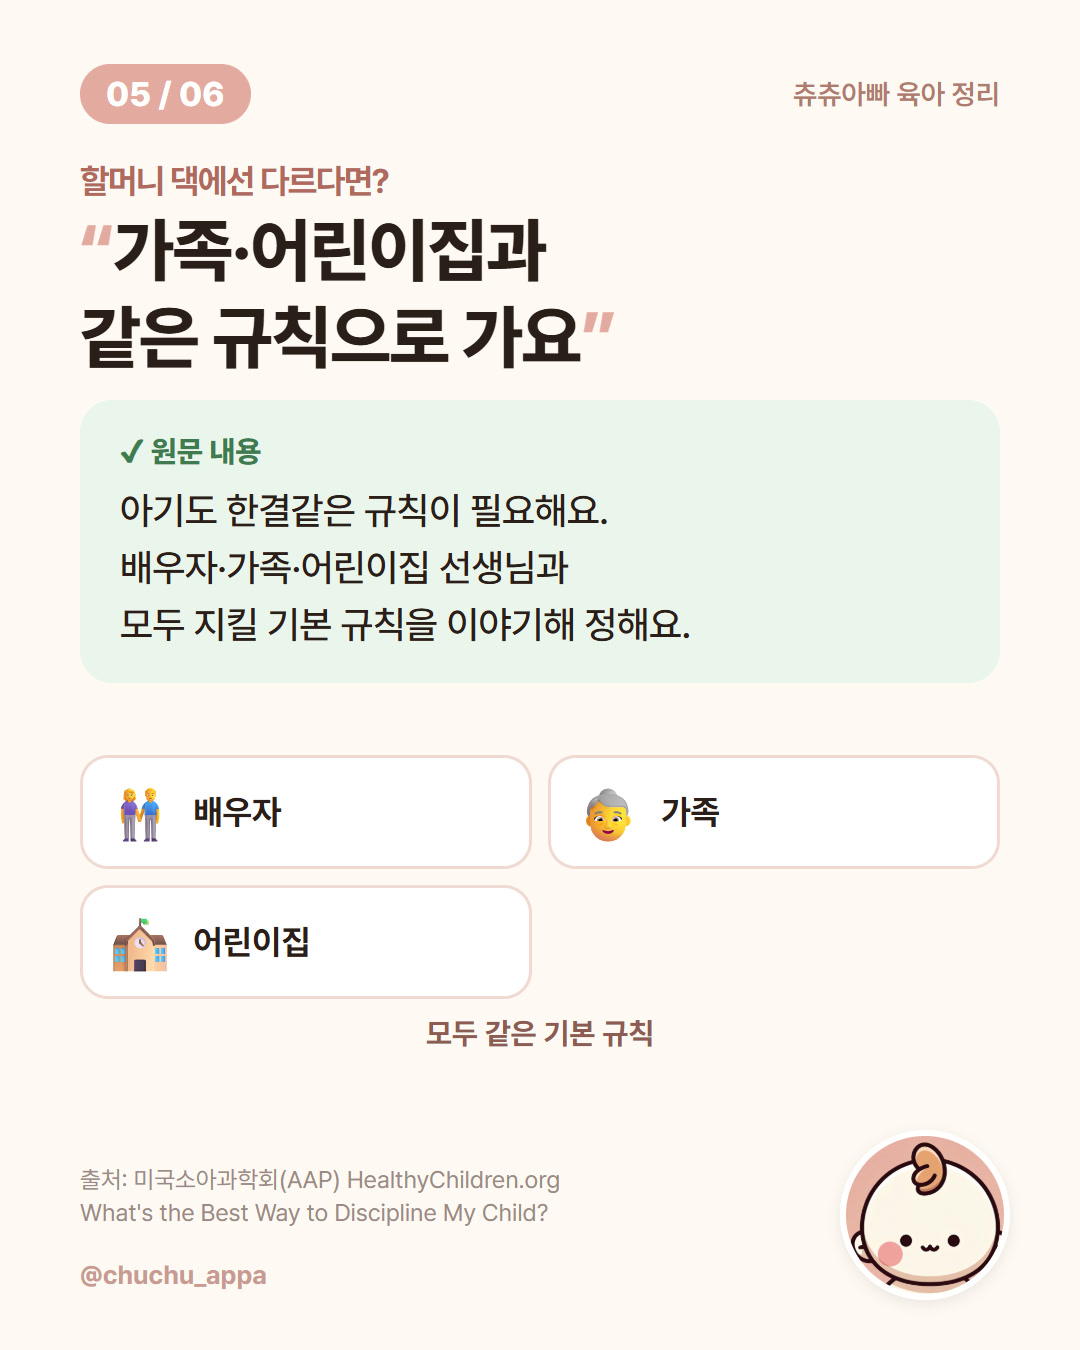 05 / 06
츄츄아빠 육아 정리
할머니 댁에선 다르다면?
“가족·어린이집과
같은 규칙으로 가요”
✓ 원문 내용
아기도 한결같은 규칙이 필요해요.
배우자·가족·어린이집 선생님과
모두 지킬 기본 규칙을 이야기해 정해요.
배우자
가족
어린이집
모두 같은 기본 규칙
출처: 미국소아과학회(AAP) HealthyChildren.org
What's the Best Way to Discipline My Child?
@chuchu_appa